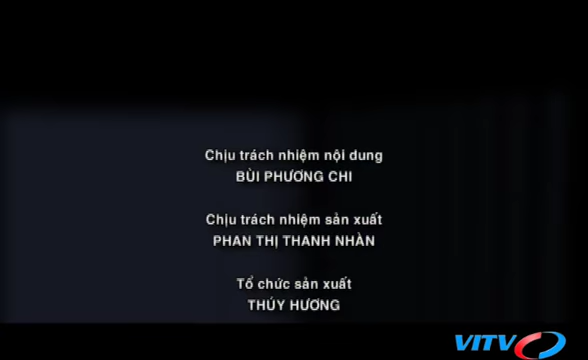 Chịu trách nhiệm nội dung
BÙI PHƯƠNG CHI
Chịu trách nhiệm sản xuất
PHAN THỊ THANH NHÀN
Tổ chức sản xuất
THÚY HƯƠNG
VITV